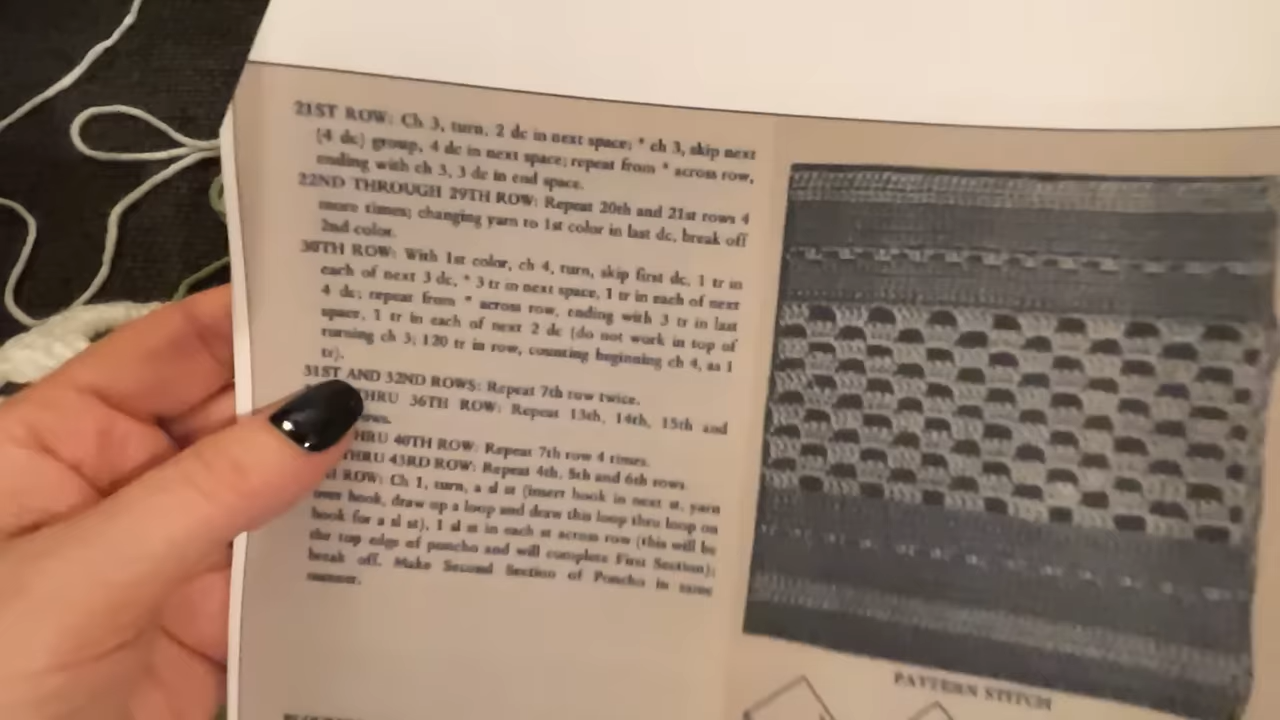 21ST ROW: Ch 3, turn, 2 dc in next space; * ch 3, skip next
(4 dc) group, 4 dc in next space; repeat from * across row,
ending with ch 3, 3 dc in end space.
22ND THROUGH 29TH ROW: Repeat 20th and 21st rows 4
more times; changing yarn to 1st color in last dc, break off
2nd color.
30TH ROW: With 1st color, ch 4, turn, skip first dc, 1 tr in
each of next 3 dc, * 3 tr in next space, 1 tr in each of next
4 dc; repeat from * across row, ending with 3 tr in last
space, 1 tr in each of next 2 dc (do not work in top of
turning ch 3; 120 tr in row, counting beginning ch 4, as 1
tr).
31ST AND 32ND ROWS: Repeat 7th row twice.
THRU 36TH ROW: Repeat 13th, 14th, 15th and
rows.
THRU 40TH ROW: Repeat 7th row 4 times.
THRU 43RD ROW: Repeat 4th, 5th and 6th rows.
ROW: Ch 1, turn, a sl st (insert hook in next st, yarn
over hook, draw up a loop and draw this loop thru loop on
hook for a sl st), 1 sl st in each st across row (this will be
the top edge of poncho and will complete First Section);
break off. Make Second Section of Poncho in same
manner.
PATTERN STITCH